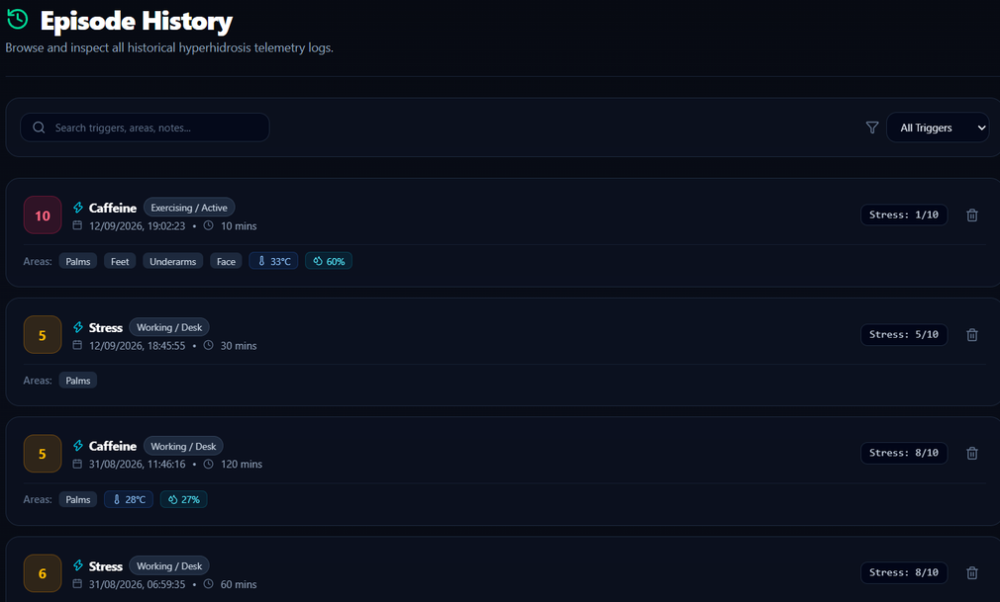 Episode History
Browse and inspect all historical hyperhidrosis telemetry logs.
Search triggers, areas, notes...
All Triggers
10
Caffeine Exercising / Active
12/09/2026, 19:02:23 • 10 mins
Stress: 1/10
Areas: Palms Feet Underarms Face 33°C 60%
5
Stress Working / Desk
12/09/2026, 18:45:55 • 30 mins
Stress: 5/10
Areas: Palms
5
Caffeine Working / Desk
31/08/2026, 11:46:16 • 120 mins
Stress: 8/10
Areas: Palms 28°C 27%
6
Stress Working / Desk
31/08/2026, 06:59:35 • 60 mins
Stress: 8/10